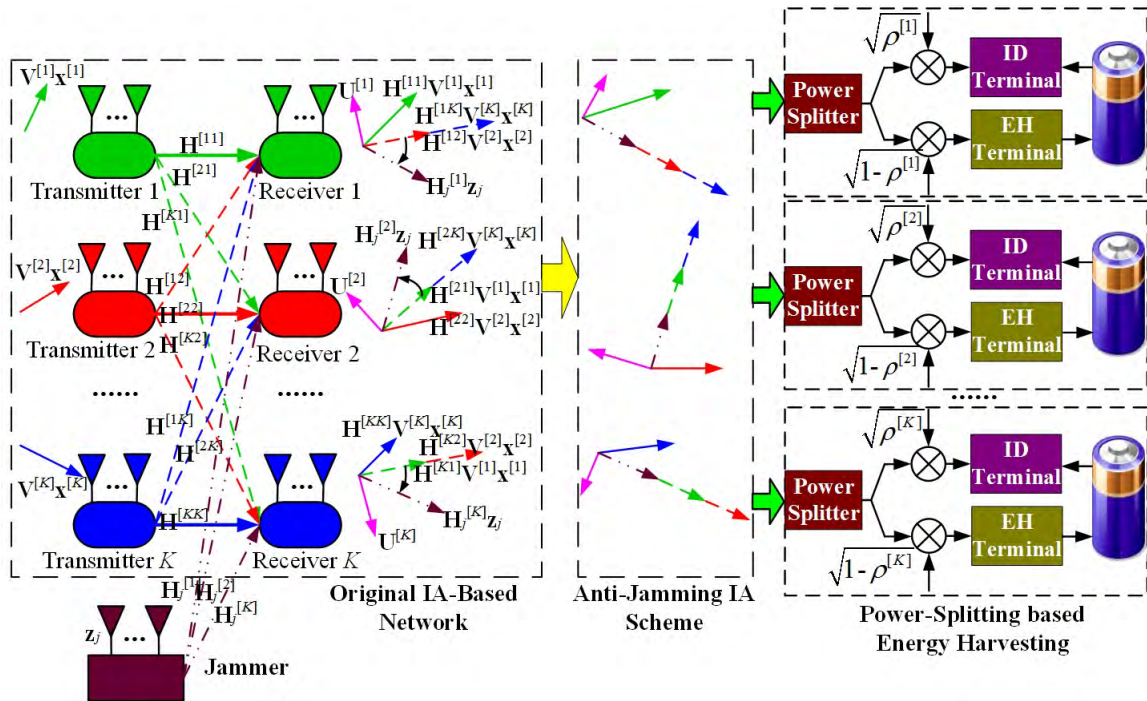 V^{[1]}x^{[1]}
...
Transmitter 1
H^{[11]}
H^{[21]}
H^{[K1]}
...
Receiver 1
U^{[1]}
H^{[11]}V^{[1]}x^{[1]}
H^{[1K]}V^{[K]}x^{[K]}
H^{[12]}V^{[2]}x^{[2]}
H_j^{[1]}z_j
V^{[2]}x^{[2]}
...
Transmitter 2
H^{[12]}
H^{[22]}
H^{[K2]}
...
Receiver 2
U^{[2]}
H_j^{[2]}z_j
H^{[2K]}V^{[K]}x^{[K]}
H^{[21]}V^{[1]}x^{[1]}
H^{[22]}V^{[2]}x^{[2]}
......
......
V^{[K]}x^{[K]}
...
Transmitter K
H^{[1K]}
H^{[2K]}
H^{[KK]}
...
Receiver K
H^{[KK]}V^{[K]}x^{[K]}
H^{[K2]}V^{[2]}x^{[2]}
H^{[K1]}V^{[1]}x^{[1]}
H_j^{[K]}z_j
U^{[K]}
H_j^{[1]}
H_j^{[2]}
H_j^{[K]}
z_j
...
Jammer
Original IA-Based
Network
Anti-Jamming IA
Scheme
Power
Splitter
√ρ^{[1]}
√1-ρ^{[1]}
ID
Terminal
EH
Terminal
Power
Splitter
√ρ^{[2]}
√1-ρ^{[2]}
ID
Terminal
EH
Terminal
......
Power
Splitter
√ρ^{[K]}
√1-ρ^{[K]}
ID
Terminal
EH
Terminal
Power-Splitting based
Energy Harvesting